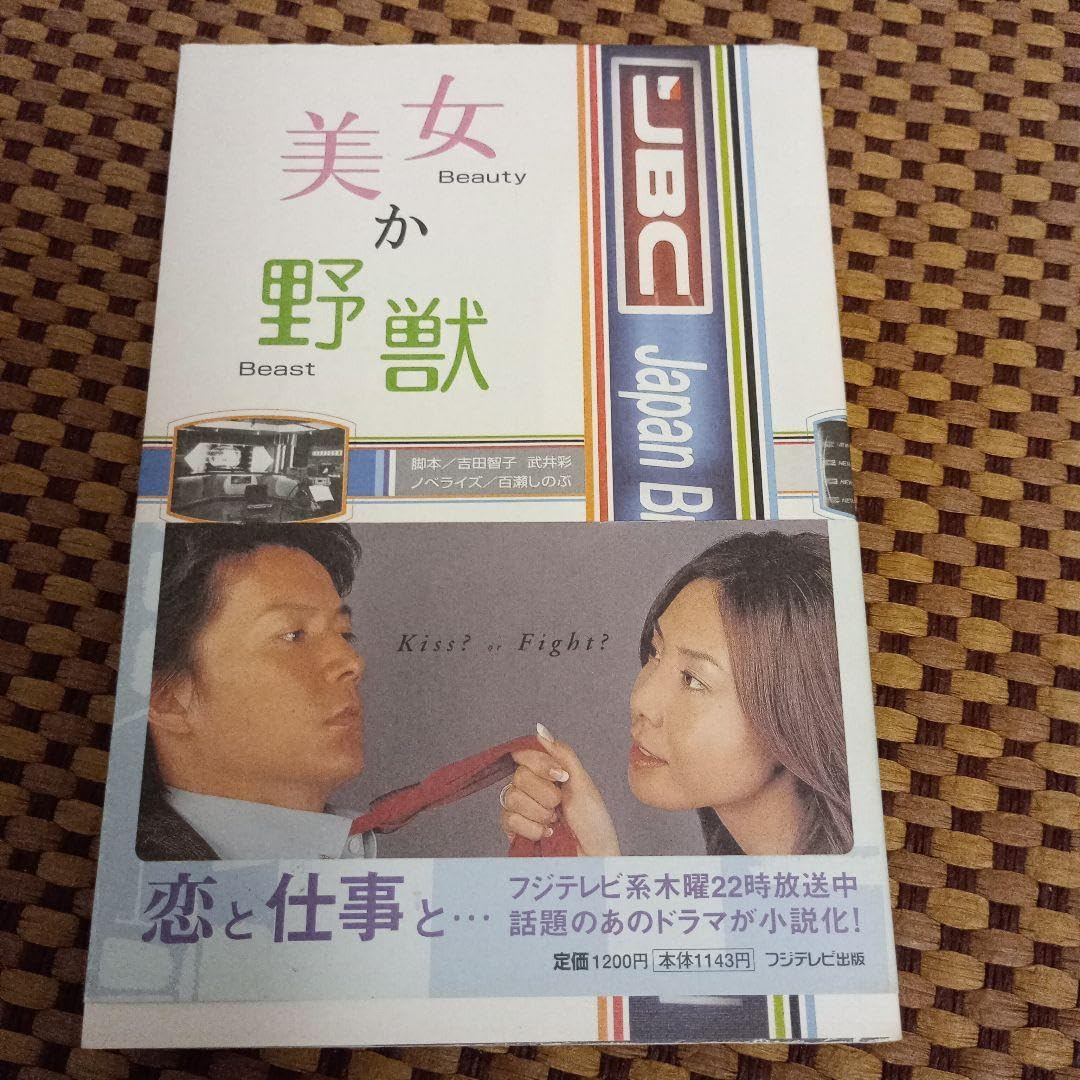 美女
Beauty
か
野獣
Beast
JBC
Japan
脚本／吉田智子 武井彩
ノベライズ／百瀬しのぶ
Kiss? or Fight?
恋と仕事と…
フジテレビ系木曜22時放送中
話題のあのドラマが小説化!
定価1200円 本体1143円 フジテレビ出版